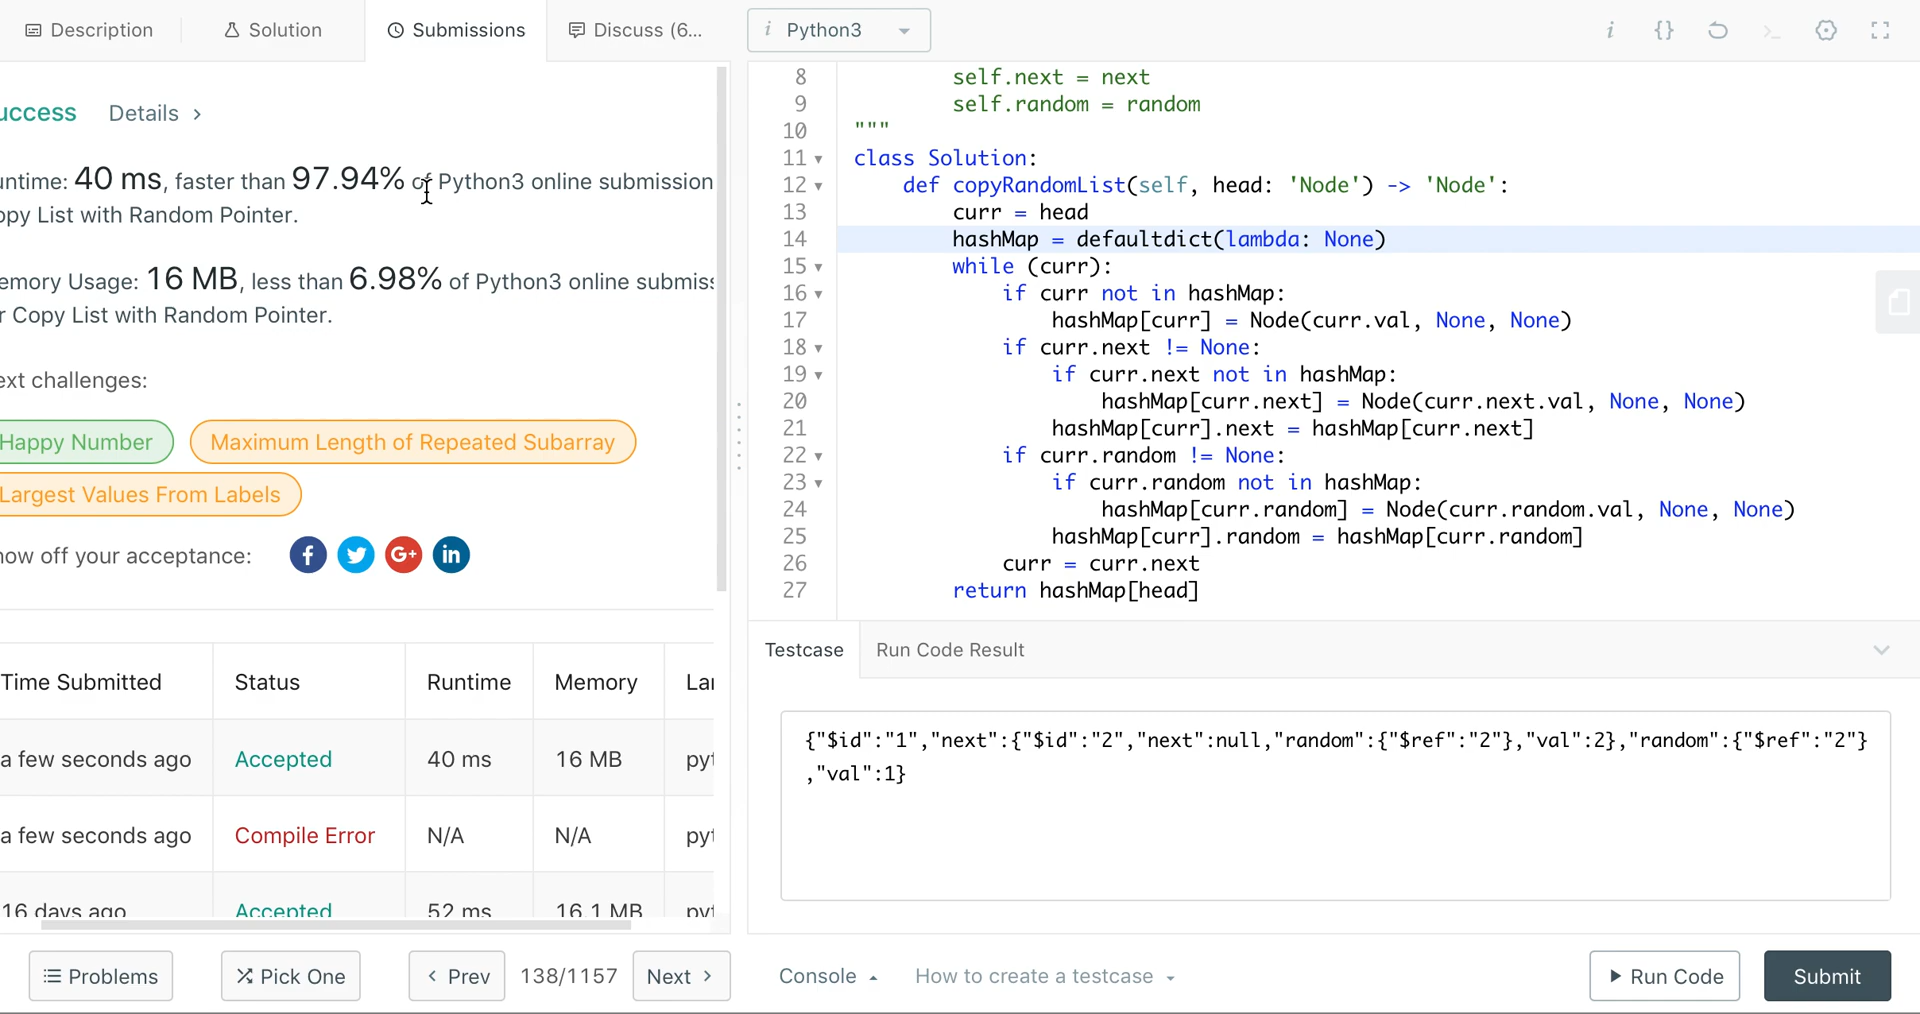 Description
Solution
Submissions
Discuss (6...
i Python3
i {} >_
uccess Details >
untime: 40 ms, faster than 97.94% of Python3 online submission
opy List with Random Pointer.
emory Usage: 16 MB, less than 6.98% of Python3 online submiss
r Copy List with Random Pointer.
ext challenges:
Happy Number
Maximum Length of Repeated Subarray
Largest Values From Labels
now off your acceptance: f G+ in
Time Submitted Status Runtime Memory Lan
a few seconds ago Accepted 40 ms 16 MB pyt
a few seconds ago Compile Error N/A N/A pyt
16 days ago Accepted 52 ms 16.1 MB pyt
Problems
Pick One
< Prev
138/1157
Next >
8 self.next = next
9 self.random = random
10 """
11 class Solution:
12 def copyRandomList(self, head: 'Node') -> 'Node':
13 curr = head
14 hashMap = defaultdict(lambda: None)
15 while (curr):
16 if curr not in hashMap:
17 hashMap[curr] = Node(curr.val, None, None)
18 if curr.next != None:
19 if curr.next not in hashMap:
20 hashMap[curr.next] = Node(curr.next.val, None, None)
21 hashMap[curr].next = hashMap[curr.next]
22 if curr.random != None:
23 if curr.random not in hashMap:
24 hashMap[curr.random] = Node(curr.random.val, None, None)
25 hashMap[curr].random = hashMap[curr.random]
26 curr = curr.next
27 return hashMap[head]
Testcase
Run Code Result
{"$id":"1","next":{"$id":"2","next":null,"random":{"$ref":"2"},"val":2},"random":{"$ref":"2"}
,"val":1}
Console
How to create a testcase
Run Code
Submit